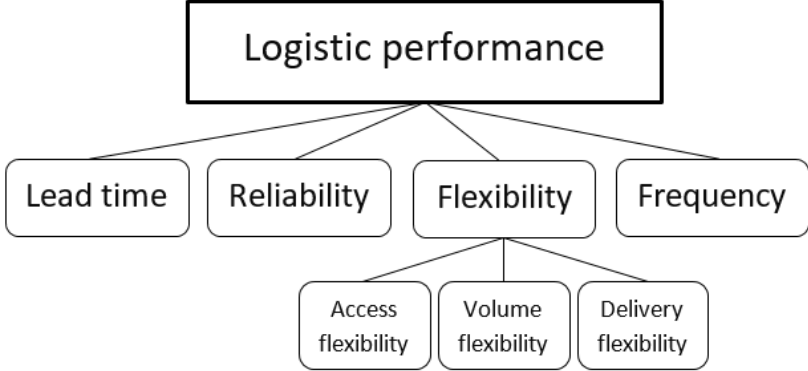 Logistic performance
Lead time
Reliability
Flexibility
Frequency
Access
flexibility
Volume
flexibility
Delivery
flexibility